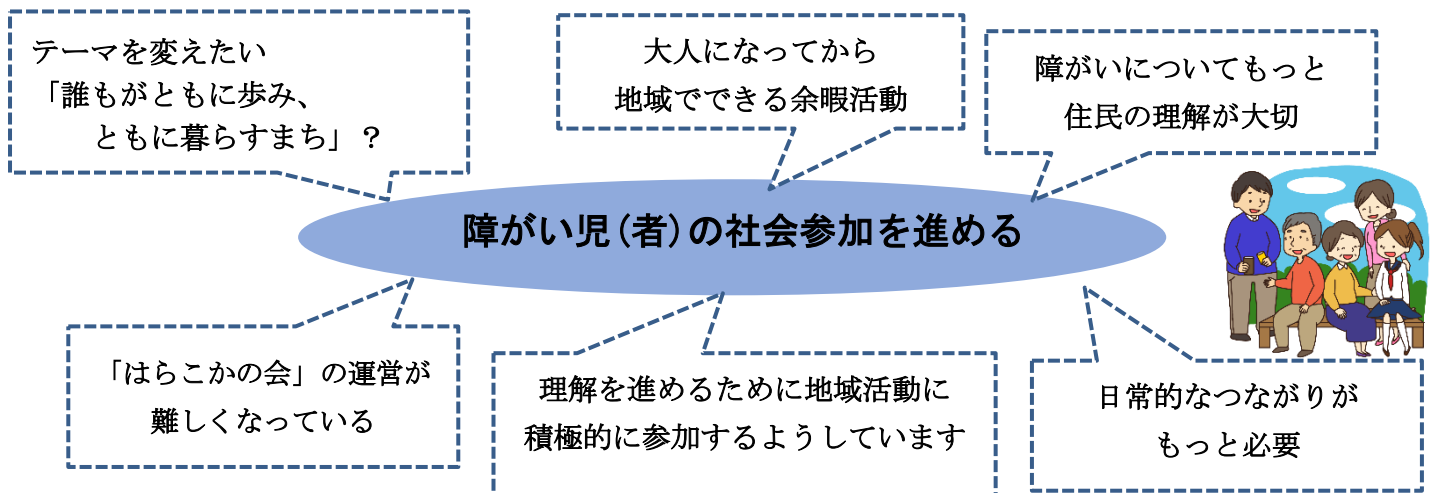 テーマを変えたい
「誰もがともに歩み、
ともに暮らすまち」？
大人になってから
地域でできる余暇活動
障がいについてもっと
住民の理解が大切
障がい児（者）の社会参加を進める
「はらこかの会」の運営が
難しくなっている
理解を進めるために地域活動に
積極的に参加するようしています
日常的なつながりが
もっと必要